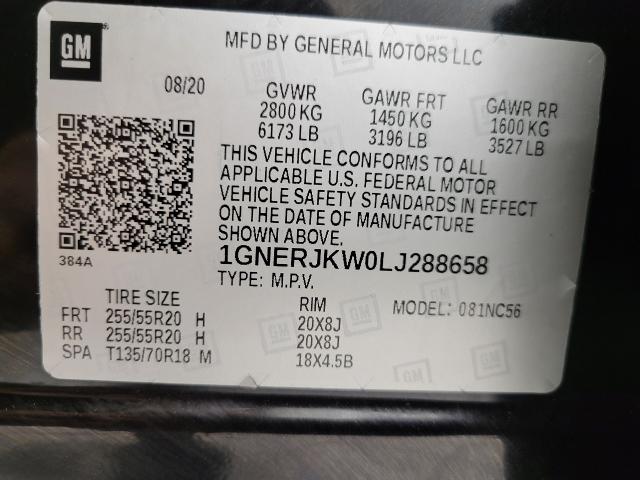 GM
MFD BY GENERAL MOTORS LLC
08/20
GVWR GAWR FRT GAWR RR
2800 KG 1450 KG 1600 KG
6173 LB 3196 LB 3527 LB
THIS VEHICLE CONFORMS TO ALL
APPLICABLE U.S. FEDERAL MOTOR
VEHICLE SAFETY STANDARDS IN EFFECT
ON THE DATE OF MANUFACTURE
SHOWN ABOVE.
384A
1GNERJKW0LJ288658
TYPE: M.P.V.
TIRE SIZE RIM MODEL: 081NC56
FRT 255/55R20 H 20X8J
RR 255/55R20 H 20X8J
SPA T135/70R18 M 18X4.5B